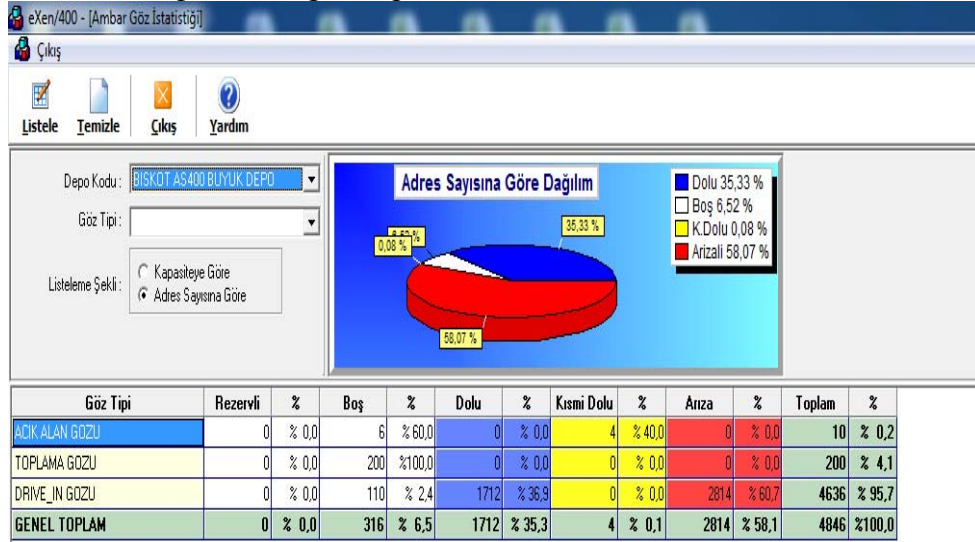 eXen/400 - [Ambar Göz İstatistiği]
Çıkış
Listele Temizle Çıkış Yardım
Depo Kodu : BISKOT AS400 BUYUK DEPO
Göz Tipi :
Listeleme Şekli : Kapasiteye Göre
Adres Sayısına Göre
Adres Sayısına Göre Dağılım
35,33 %
0,08 %
58,07 %
Dolu 35,33 %
Boş 6,52 %
K.Dolu 0,08 %
Arizali 58,07 %
Göz Tipi Rezervli % Boş % Dolu % Kısmi Dolu % Arıza % Toplam %
ACIK ALAN GOZU 0 % 0,0 6 % 60,0 0 % 0,0 4 % 40,0 0 % 0,0 10 % 0,2
TOPLAMA GOZU 0 % 0,0 200 %100,0 0 % 0,0 0 % 0,0 0 % 0,0 200 % 4,1
DRIVE_IN GOZU 0 % 0,0 110 % 2,4 1712 % 36,9 0 % 0,0 2814 % 60,7 4636 % 95,7
GENEL TOPLAM 0 % 0,0 316 % 6,5 1712 % 35,3 4 % 0,1 2814 % 58,1 4846 %100,0